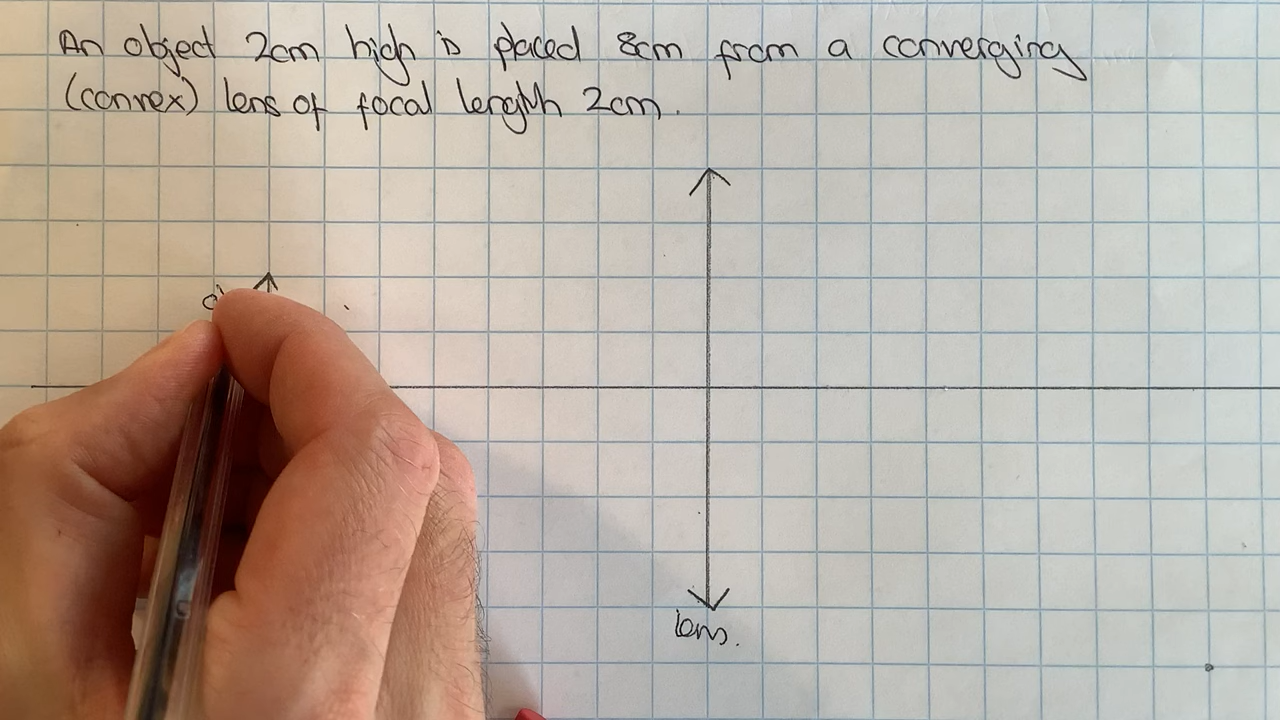 An object 2cm high is placed 8cm from a converging
(convex) lens of focal length 2cm.
lens.